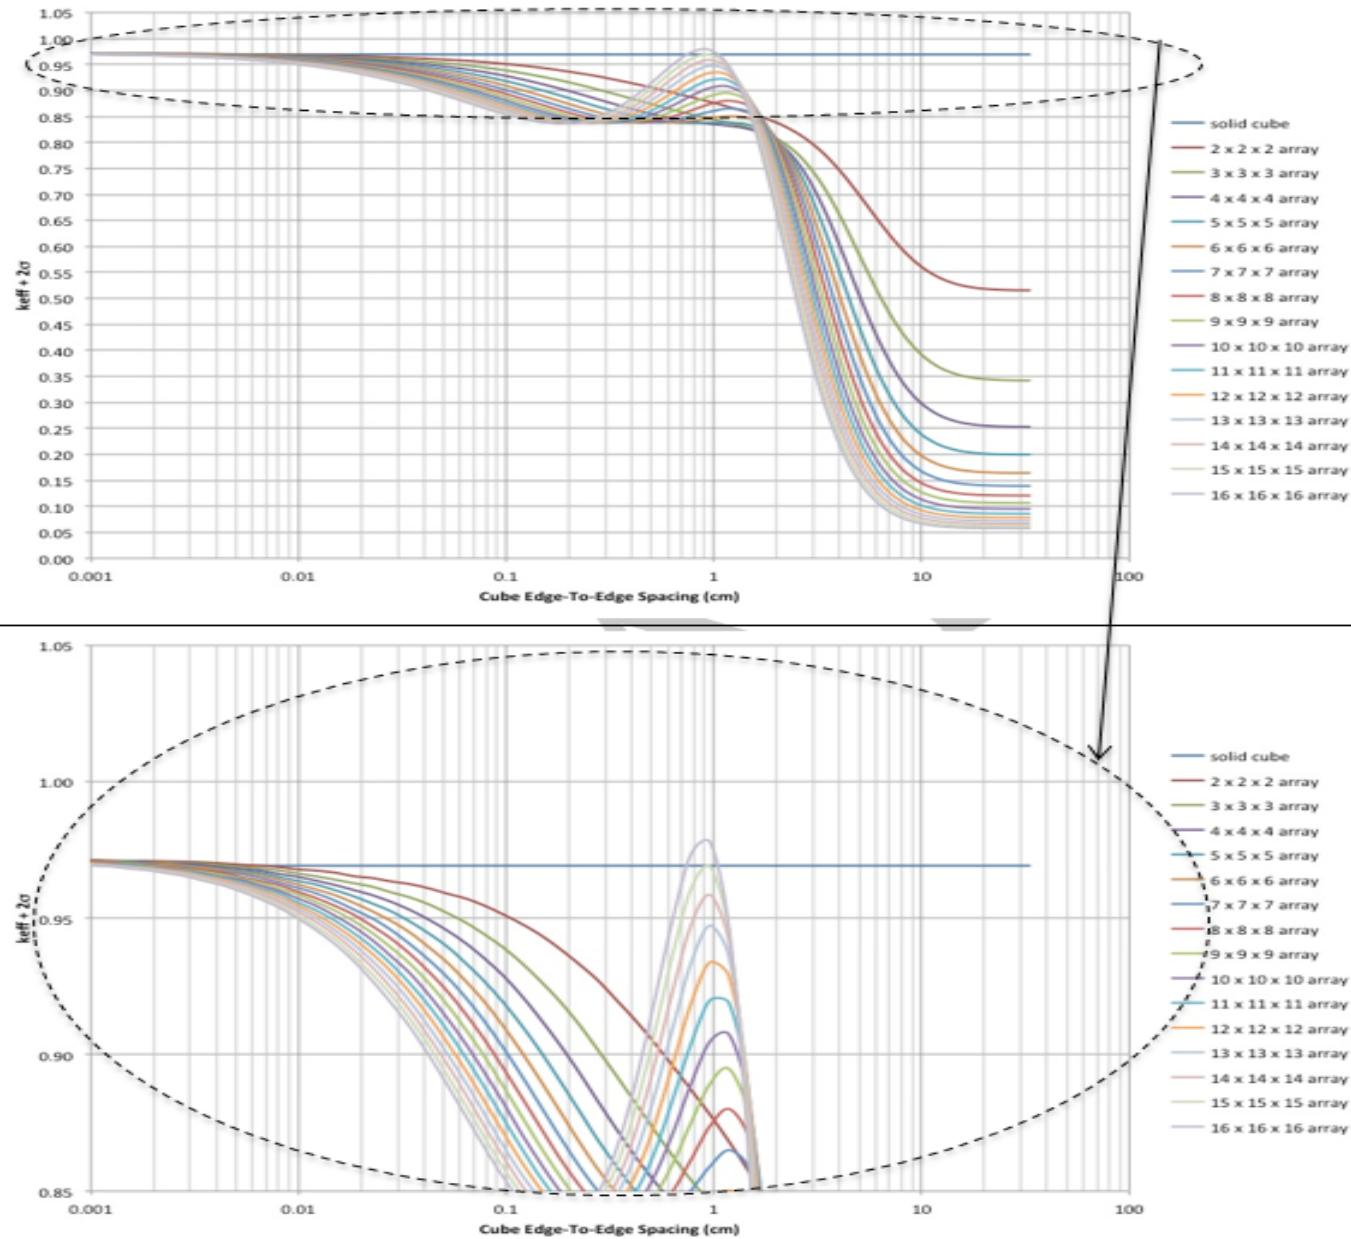 1.05
1.00
0.95
0.90
0.85
0.80
0.75
0.70
0.65
0.60
0.55
0.50
0.45
0.40
0.35
0.30
0.25
0.20
0.15
0.10
0.05
0.00
keff + 2σ
0.001 0.01 0.1 1 10 100
Cube Edge-To-Edge Spacing (cm)
solid cube
2 x 2 x 2 array
3 x 3 x 3 array
4 x 4 x 4 array
5 x 5 x 5 array
6 x 6 x 6 array
7 x 7 x 7 array
8 x 8 x 8 array
9 x 9 x 9 array
10 x 10 x 10 array
11 x 11 x 11 array
12 x 12 x 12 array
13 x 13 x 13 array
14 x 14 x 14 array
15 x 15 x 15 array
16 x 16 x 16 array
1.05
1.00
0.95
0.90
0.85
keff + 2σ
0.001 0.01 0.1 1 10 100
Cube Edge-To-Edge Spacing (cm)
solid cube
2 x 2 x 2 array
3 x 3 x 3 array
4 x 4 x 4 array
5 x 5 x 5 array
6 x 6 x 6 array
7 x 7 x 7 array
8 x 8 x 8 array
9 x 9 x 9 array
10 x 10 x 10 array
11 x 11 x 11 array
12 x 12 x 12 array
13 x 13 x 13 array
14 x 14 x 14 array
15 x 15 x 15 array
16 x 16 x 16 array